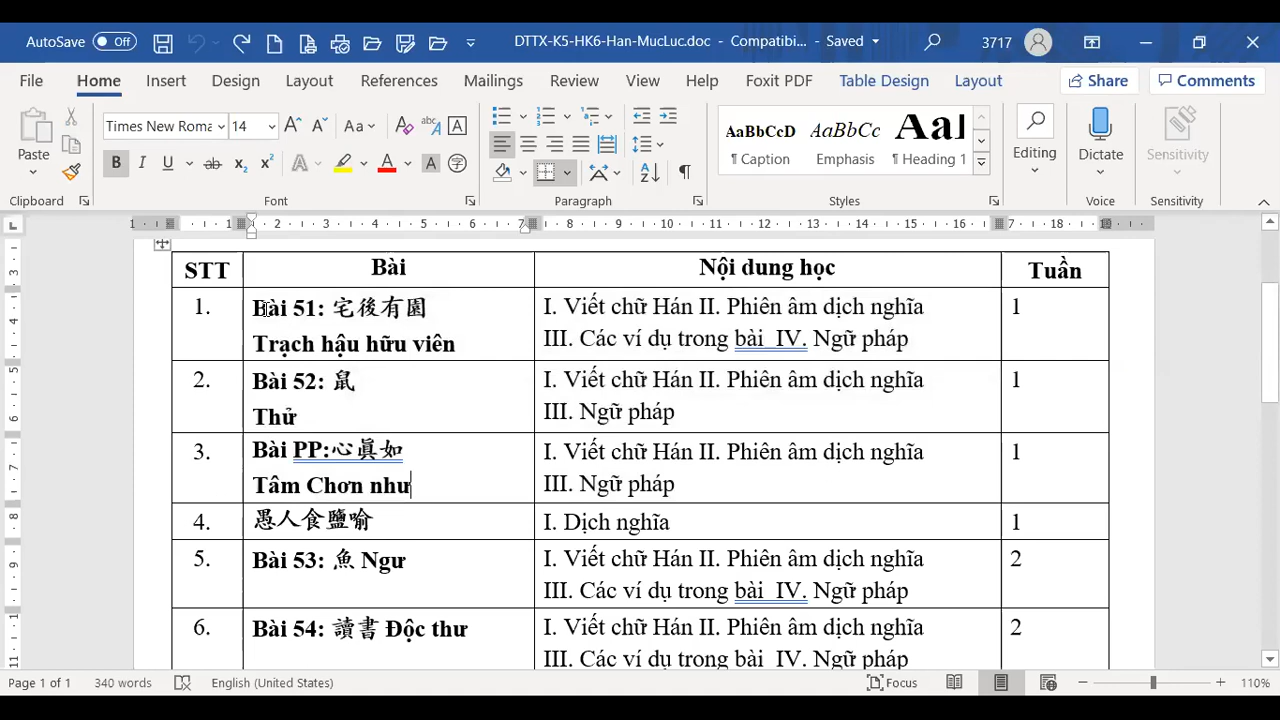 AutoSave Off DTTX-K5-HK6-Han-MucLuc.doc - Compatibi... - Saved 3717
File Home Insert Design Layout References Mailings Review View Help Foxit PDF Table Design Layout Share Comments
Times New Roma 14
Paste
AaBbCcD AaBbCc AaI
¶ Caption Emphasis ¶ Heading 1
Editing Dictate Sensitivity
Clipboard Font Paragraph Styles Voice Sensitivity
STT Bài Nội dung học Tuần
1. Bài 51: 宅後有園 I. Viết chữ Hán II. Phiên âm dịch nghĩa 1
Trạch hậu hữu viên III. Các ví dụ trong bài IV. Ngữ pháp
2. Bài 52: 鼠 I. Viết chữ Hán II. Phiên âm dịch nghĩa 1
Thử III. Ngữ pháp
3. Bài PP:心眞如 I. Viết chữ Hán II. Phiên âm dịch nghĩa 1
Tâm Chơn như III. Ngữ pháp
4. 愚人食鹽喻 I. Dịch nghĩa 1
5. Bài 53: 魚 Ngư I. Viết chữ Hán II. Phiên âm dịch nghĩa 2
III. Các ví dụ trong bài IV. Ngữ pháp
6. Bài 54: 讀書 Độc thư I. Viết chữ Hán II. Phiên âm dịch nghĩa 2
III. Các ví dụ trong bài IV. Ngữ pháp
Page 1 of 1 340 words English (United States) Focus 110%